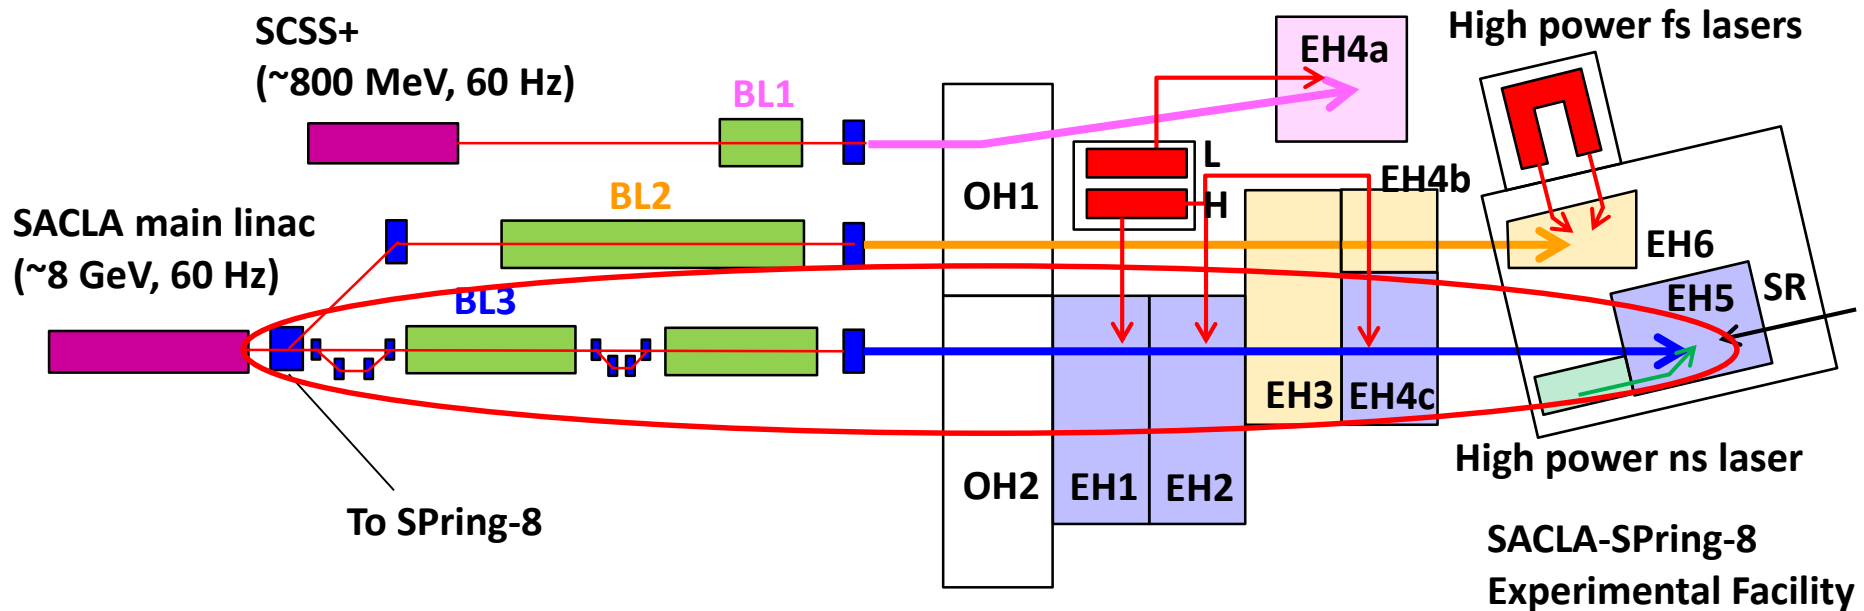 SCSS+
(~800 MeV, 60 Hz)
BL1
EH4a
High power fs lasers
L
H
OH1
EH4b
BL2
SACLA main linac
(~8 GeV, 60 Hz)
EH6
BL3
EH5
SR
EH3
EH4c
OH2
EH1
EH2
High power ns laser
To SPring-8
SACLA-SPring-8
Experimental Facility